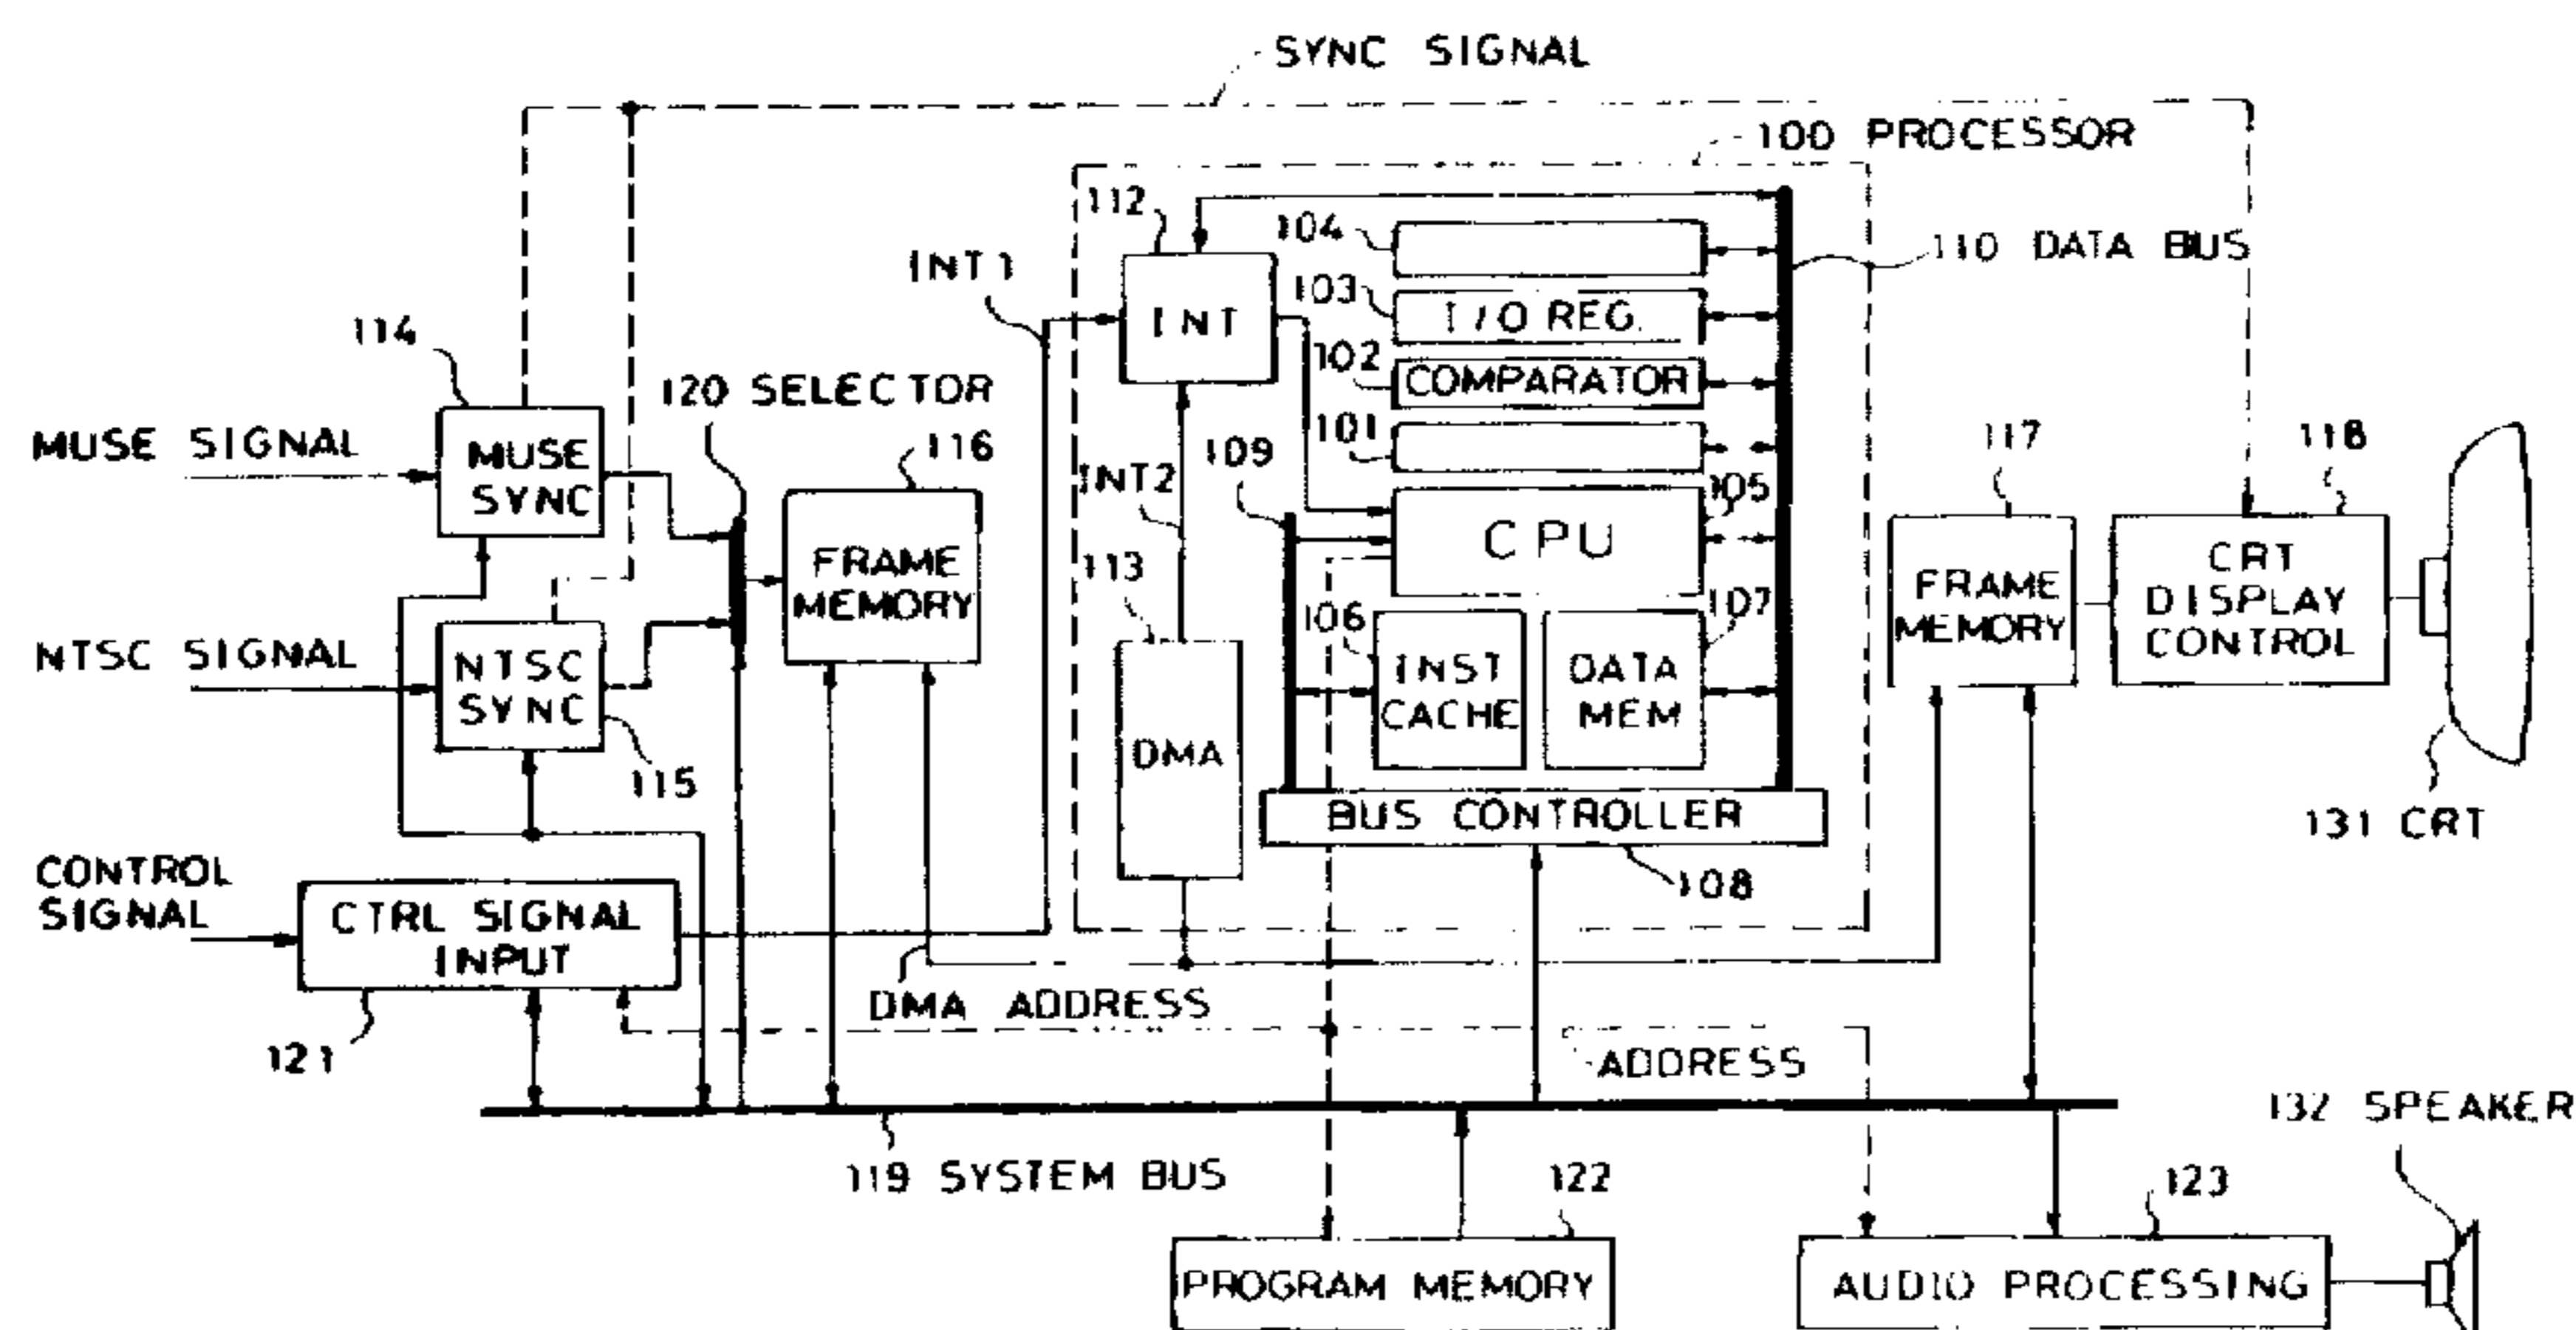 SYNC SIGNAL
100 PROCESSOR
112
104
110 DATA BUS
INT1
INT
103
I/O REG.
114
102
COMPARATOR
120 SELECTOR
101
MUSE SIGNAL
MUSE
SYNC
116
109
INT2
105
CPU
117
118
FRAME
MEMORY
113
CRT
DISPLAY
CONTROL
FRAME
MEMORY
106
107
NTSC SIGNAL
NTSC
SYNC
INST
CACHE
DATA
MEM
DMA
115
BUS CONTROLLER
131 CRT
108
CONTROL
SIGNAL
CTRL SIGNAL
INPUT
DMA ADDRESS
121
ADDRESS
119 SYSTEM BUS
132 SPEAKER
122
123
PROGRAM MEMORY
AUDIO PROCESSING